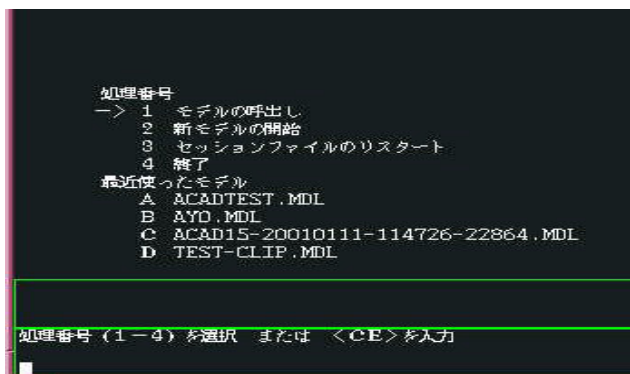 処理番号
－> 1 モデルの呼出し
2 新モデルの開始
3 セッションファイルのリスタート
4 終了
最近使ったモデル
A ACADTEST.MDL
B AYO.MDL
C ACAD15-20010111-114726-22864.MDL
D TEST-CLIP.MDL
処理番号(1－4)を選択 または <CE>を入力